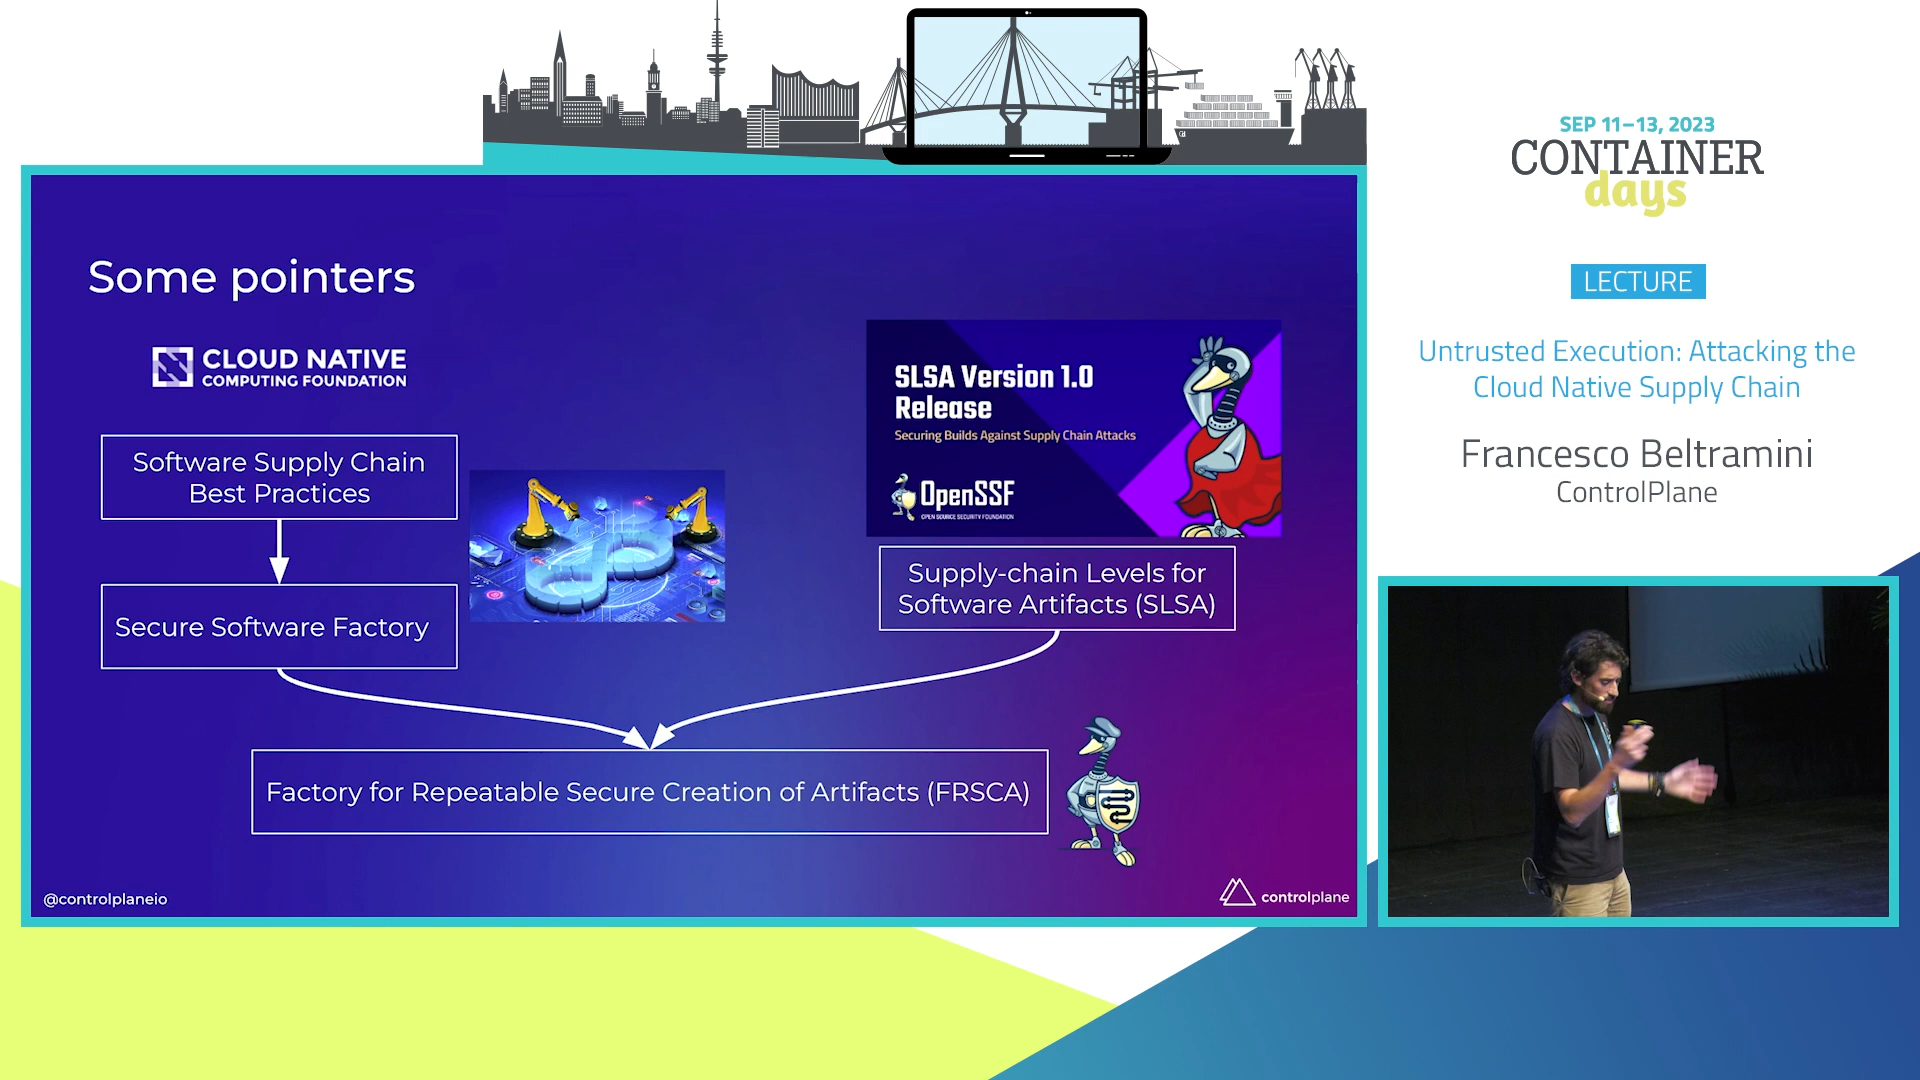 SEP 11–13, 2023
CONTAINER
days
LECTURE
Untrusted Execution: Attacking the
Cloud Native Supply Chain
Francesco Beltramini
ControlPlane
Some pointers
CLOUD NATIVE
COMPUTING FOUNDATION
Software Supply Chain
Best Practices
Secure Software Factory
SLSA Version 1.0
Release
Securing Builds Against Supply Chain Attacks
OpenSSF
OPEN SOURCE SECURITY FOUNDATION
Supply-chain Levels for
Software Artifacts (SLSA)
Factory for Repeatable Secure Creation of Artifacts (FRSCA)
@controlplaneio
controlplane